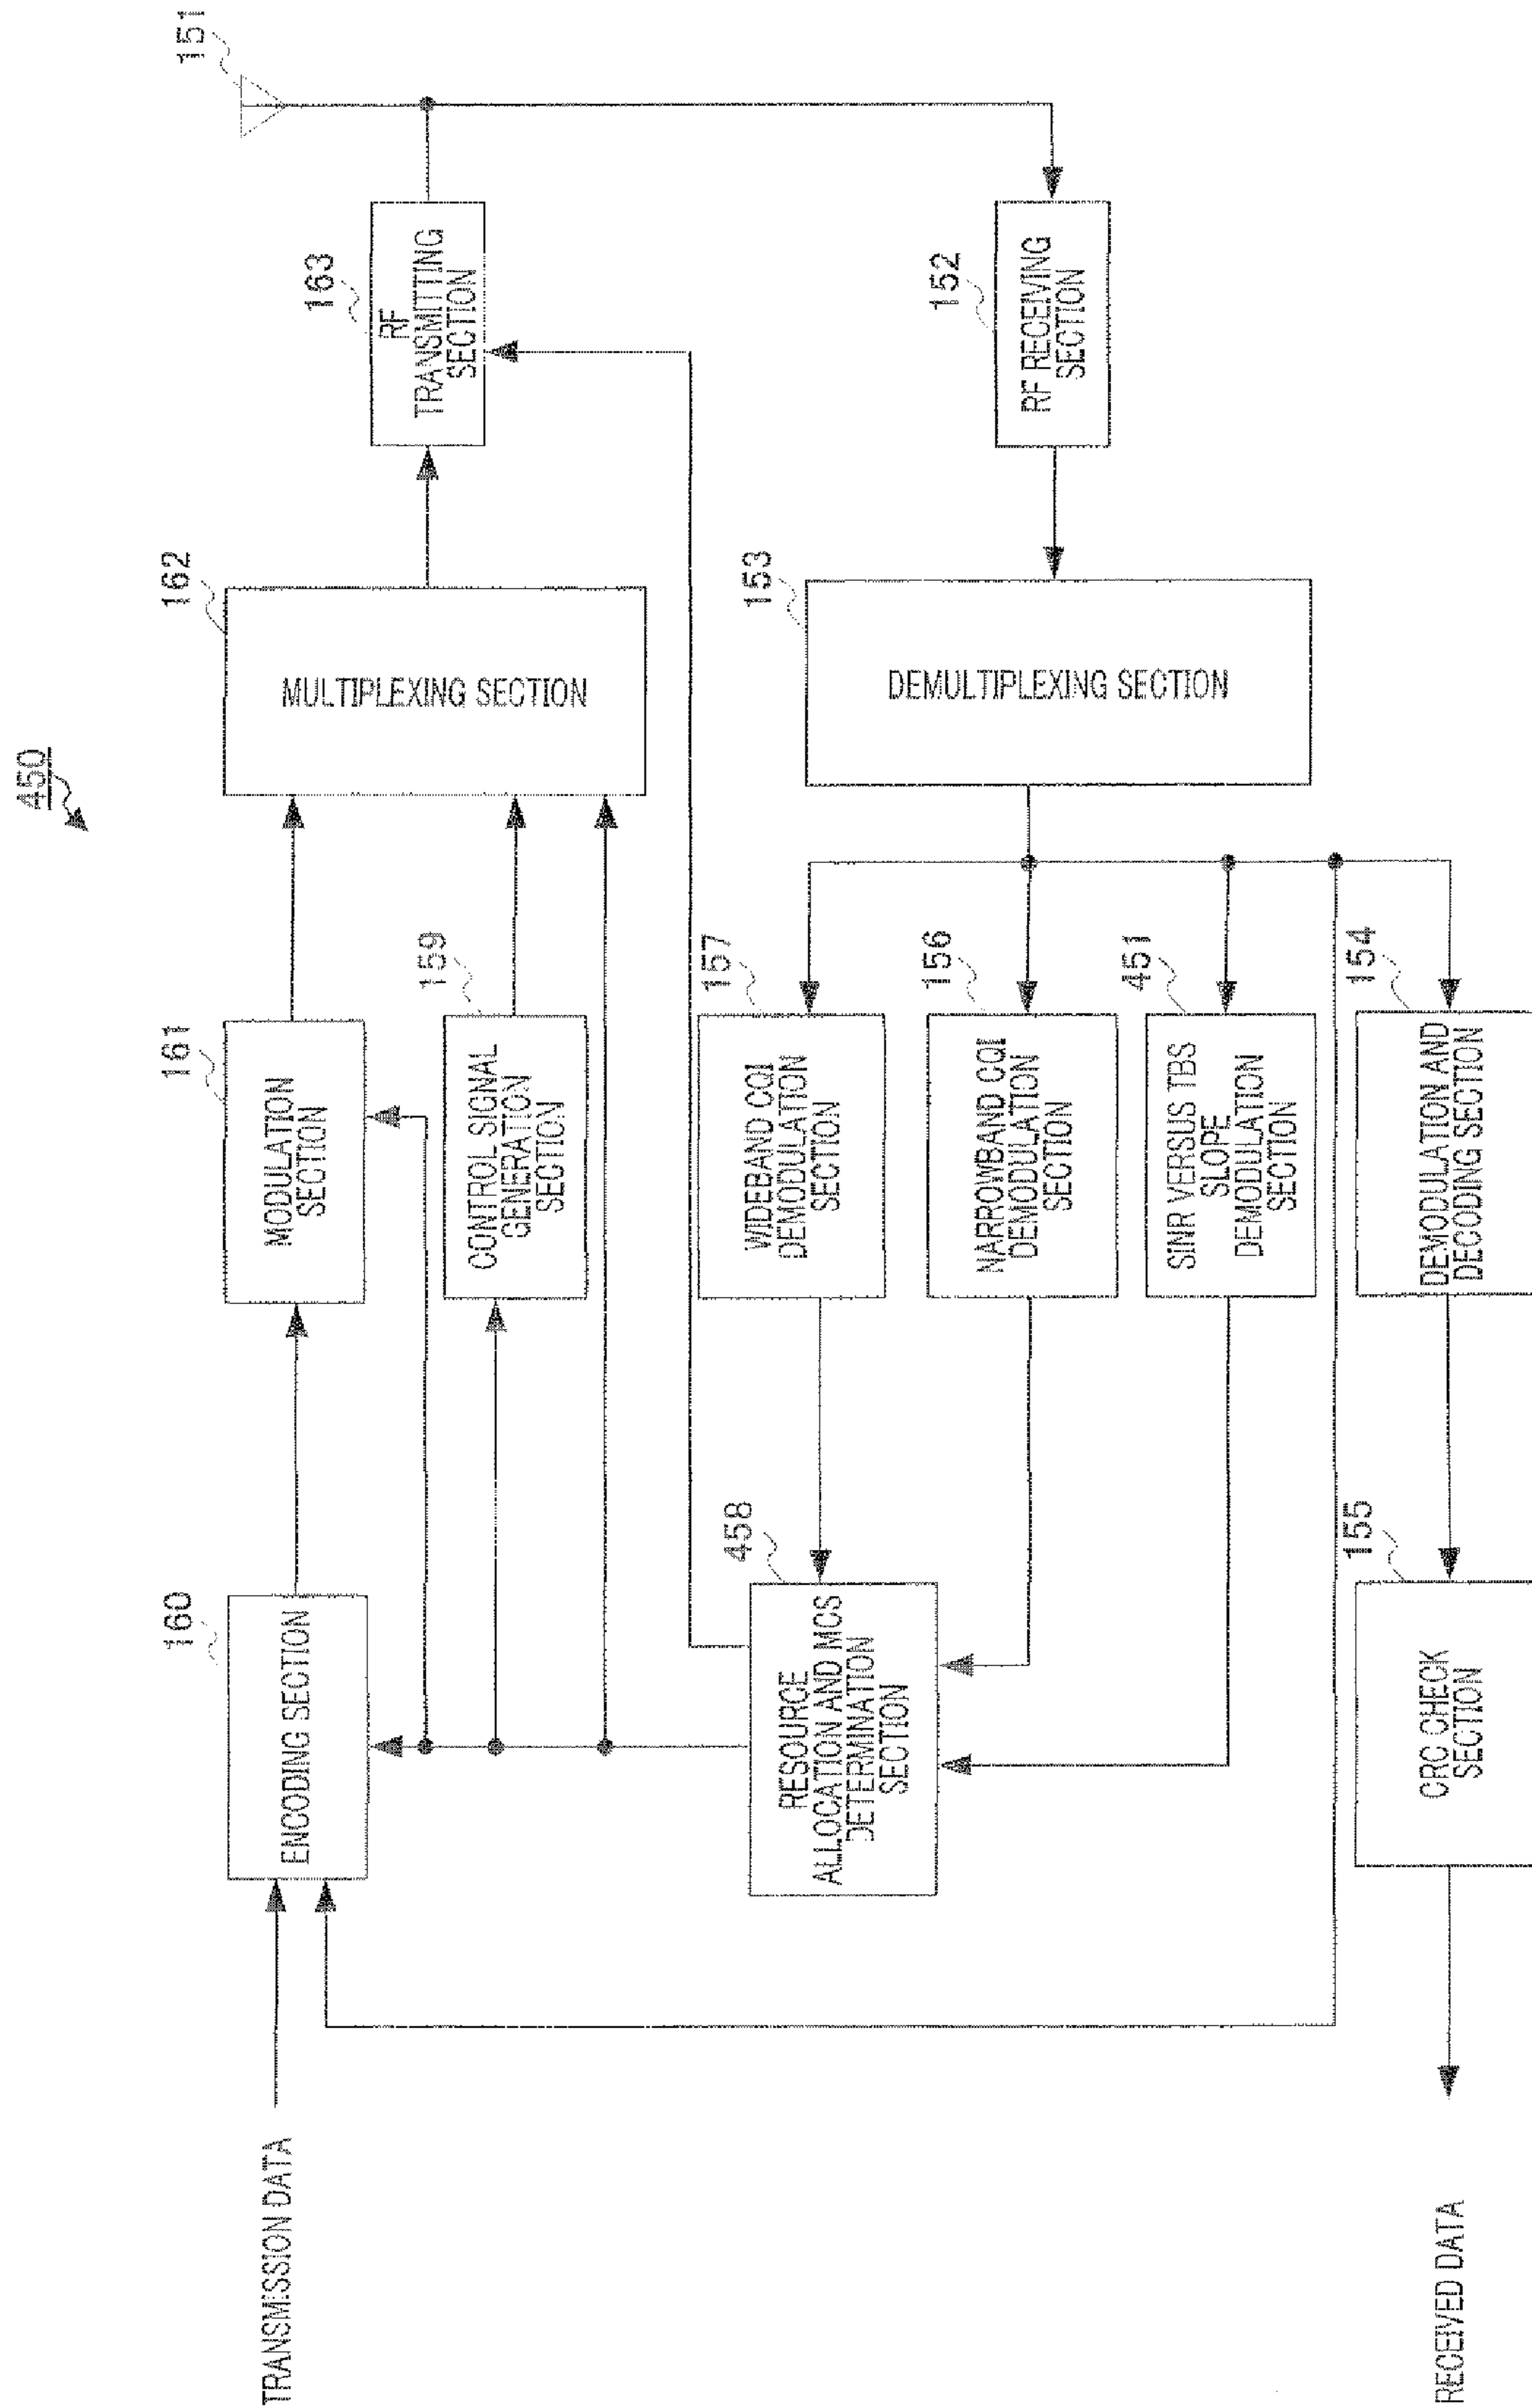 450
151
160
ENCODING SECTION
161
MODULATION
SECTION
162
MULTIPLEXING SECTION
163
RF
TRANSMITTING
SECTION
TRANSMISSION DATA
159
CONTROL SIGNAL
GENERATION
SECTION
458
RESOURCE
ALLOCATION AND MCS
DETERMINATION
SECTION
157
WIDEBAND CQI
DEMODULATION
SECTION
153
DEMULTIPLEXING SECTION
152
RF RECEIVING
SECTION
156
NARROWBAND CQI
DEMODULATION
SECTION
451
SINR VERSUS TBS
SLOPE
DEMODULATION
SECTION
155
CRC CHECK
SECTION
154
DEMODULATION AND
DECODING SECTION
RECEIVED DATA